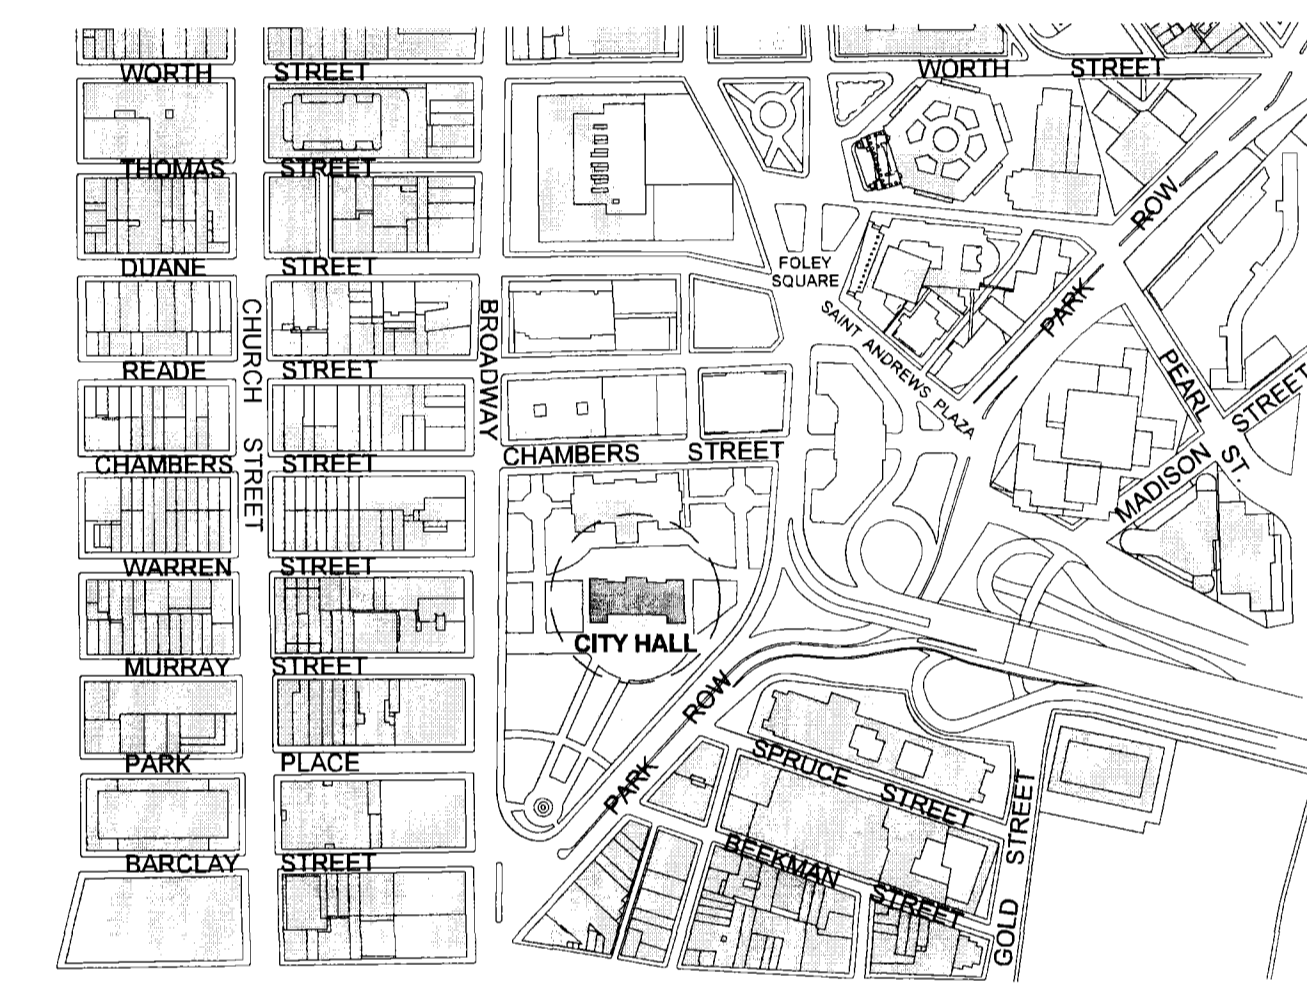 WORTH STREET
WORTH STREET
THOMAS STREET
DUANE STREET
FOLEY
SQUARE
CHURCH STREET
BROADWAY
SAINT ANDREWS PLAZA
PARK ROW
PEARL ST.
STREET
READE STREET
CHAMBERS STREET
CHAMBERS STREET
MADISON
WARREN STREET
CITY HALL
MURRAY STREET
PARK ROW
PARK PLACE
SPRUCE STREET
GOLD STREET
BEEKMAN STREET
BARCLAY STREET